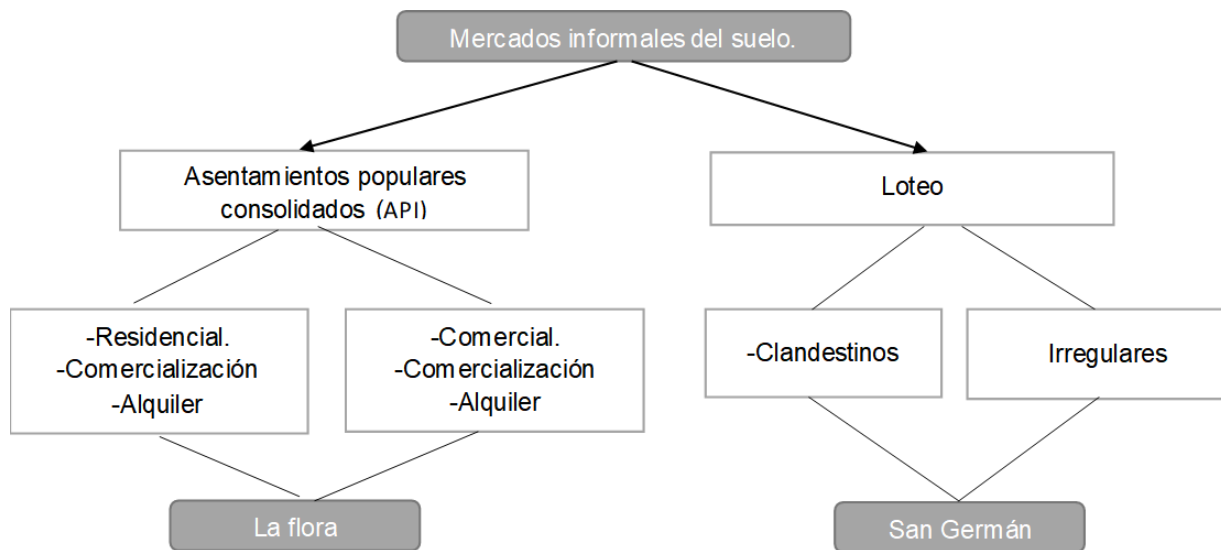 Mercados informales del suelo.
Asentamientos populares
consolidados (API)
Loteo
-Residencial.
-Comercialización
-Alquiler
-Comercial.
-Comercialización
-Alquiler
-Clandestinos
Irregulares
La flora
San Germán